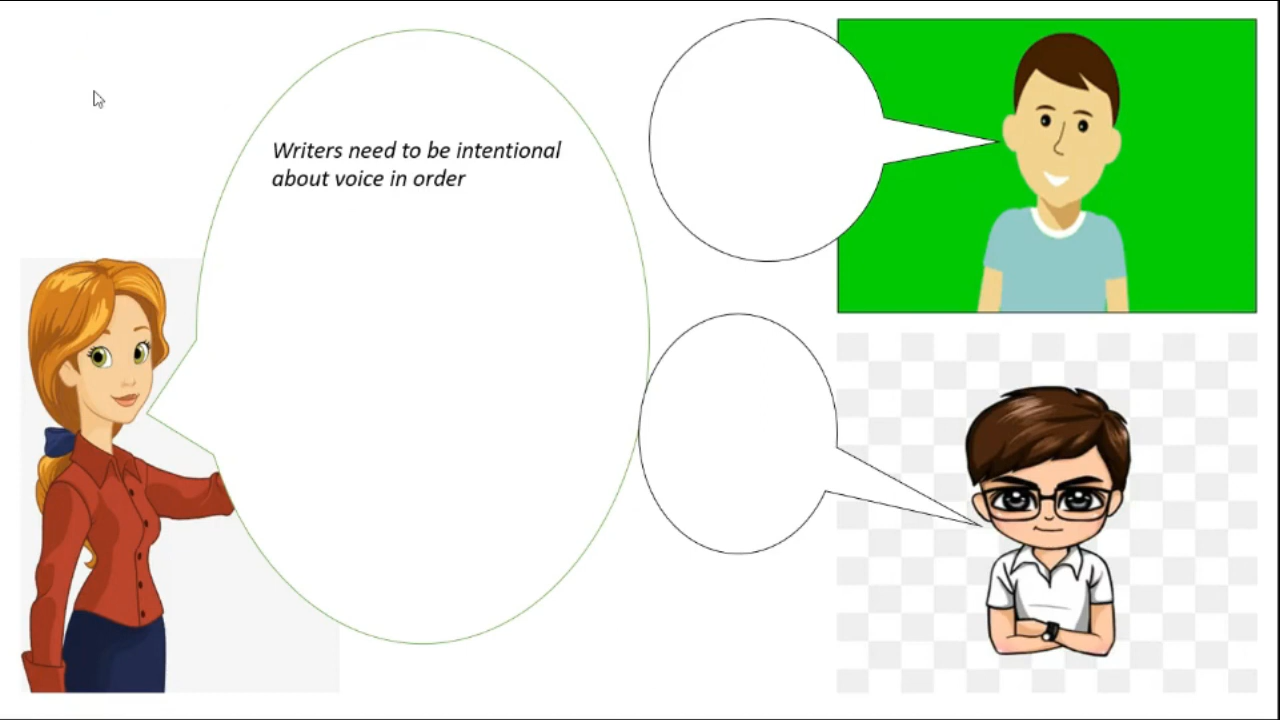 Writers need to be intentional
about voice in order